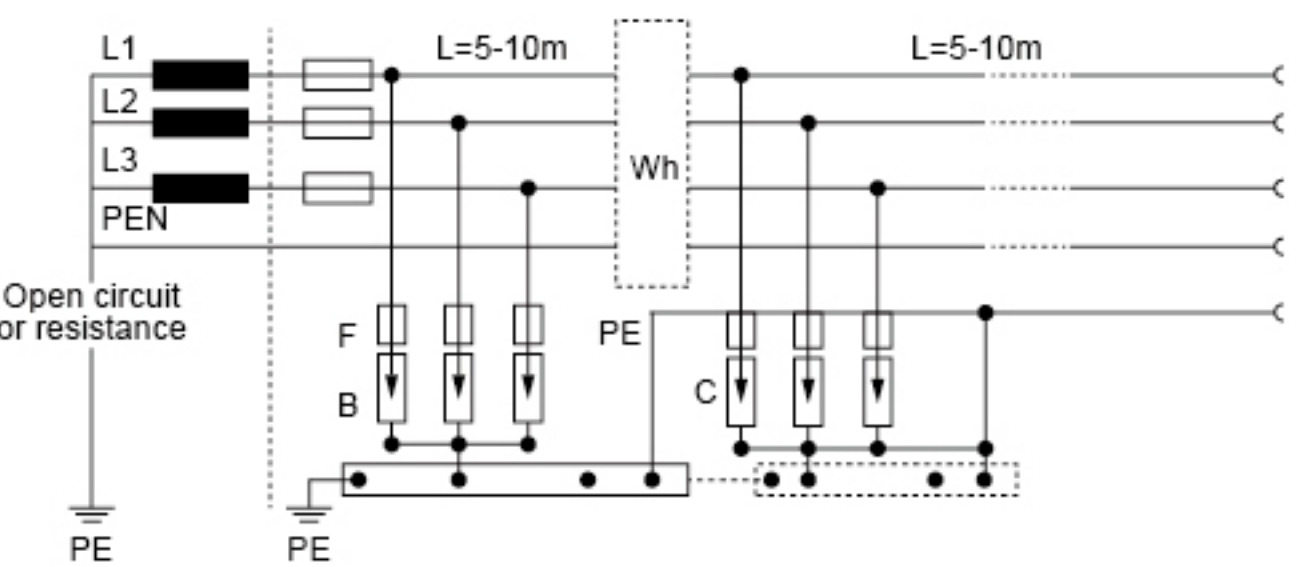 L1
L=5-10m
L=5-10m
L2
L3
Wh
PEN
Open circuit
or resistance
F
PE
B
C
PE
PE